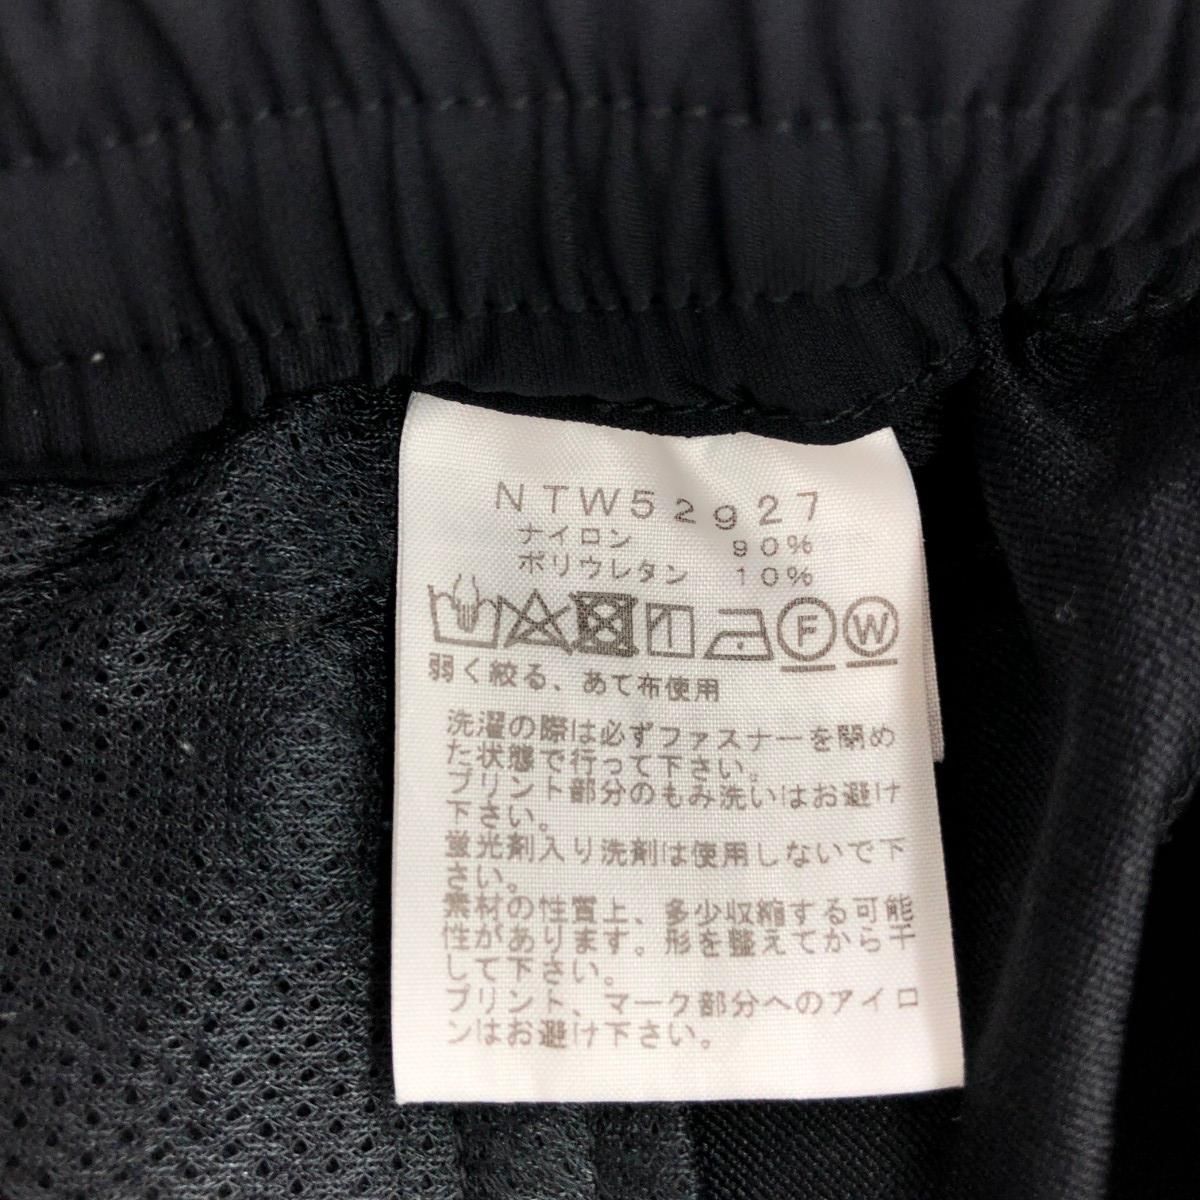 NTW52927
ナイロン 90%
ポリウレタン 10%
F W
弱く絞る、あて布使用
洗濯の際は必ずファスナーを閉め
た状態で行って下さい。
プリント部分のもみ洗いはお避け
下さい。
蛍光剤入り洗剤は使用しないで下
さい。
素材の性質上、多少収縮する可能
性があります。形を整えてから干
して下さい。
プリント、マーク部分へのアイロ
ンはお避け下さい。